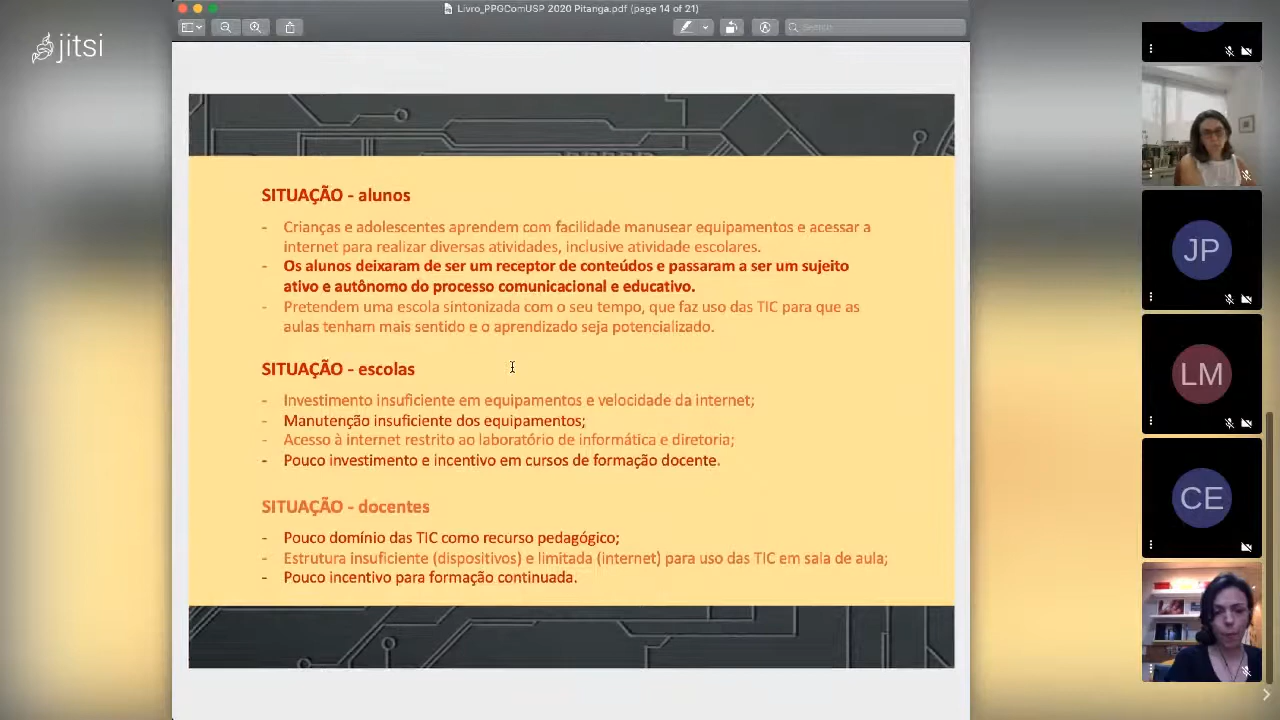 Livro_PPGComUSP 2020 Pitanga.pdf (page 14 of 21)
Search
jitsi
SITUAÇÃO - alunos
- Crianças e adolescentes aprendem com facilidade manusear equipamentos e acessar a
internet para realizar diversas atividades, inclusive atividade escolares.
- Os alunos deixaram de ser um receptor de conteúdos e passaram a ser um sujeito
ativo e autônomo do processo comunicacional e educativo.
- Pretendem uma escola sintonizada com o seu tempo, que faz uso das TIC para que as
aulas tenham mais sentido e o aprendizado seja potencializado.
SITUAÇÃO - escolas
- Investimento insuficiente em equipamentos e velocidade da internet;
- Manutenção insuficiente dos equipamentos;
- Acesso à internet restrito ao laboratório de informática e diretoria;
- Pouco investimento e incentivo em cursos de formação docente.
SITUAÇÃO - docentes
- Pouco domínio das TIC como recurso pedagógico;
- Estrutura insuficiente (dispositivos) e limitada (internet) para uso das TIC em sala de aula;
- Pouco incentivo para formação continuada.
JP
LM
CE